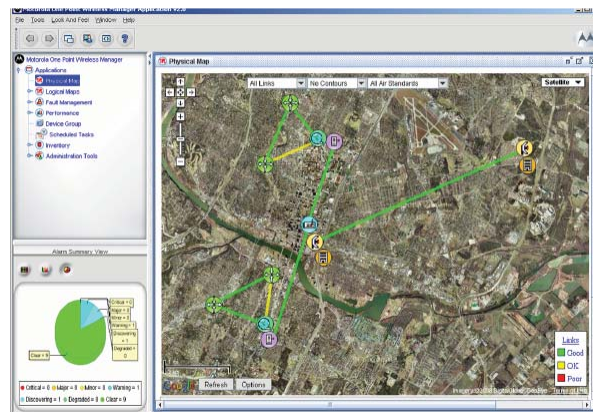 Motorola One Point Wireless Manager Application v2.0
File Tools Look And Feel Window Help
Motorola One Point Wireless Manager
Applications
Physical Map
Logical Maps
Fault Management
Performance
Device Group
Scheduled Tasks
Inventory
Administration Tools
Physical Map
All Links
No Contours
All Air Standards
Satellite
Alarm Summary View
Critical = 0
Major = 0
Minor = 0
Warning = 1
Discovering
= 1
Degraded =
0
Clear = 9
Critical = 0 Major = 0 Minor = 0 Warning = 1
Discovering = 1 Degraded = 0 Clear = 9
Links
Good
OK
Poor
Refresh
Options
Terms of Use